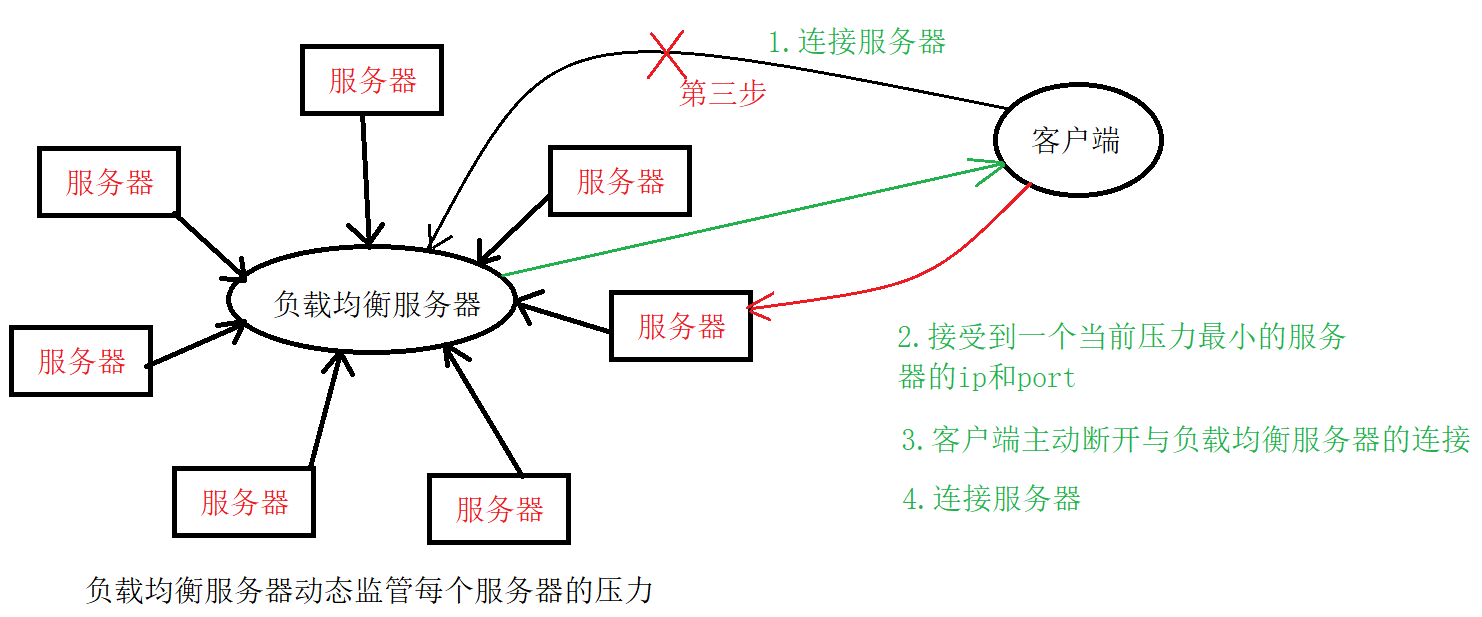 1.连接服务器
服务器
第三步
客户端
服务器
服务器
负载均衡服务器
服务器
服务器
2.接受到一个当前压力最小的服务
器的ip和port
3.客户端主动断开与负载均衡服务器的连接
服务器
服务器
4.连接服务器
负载均衡服务器动态监管每个服务器的压力